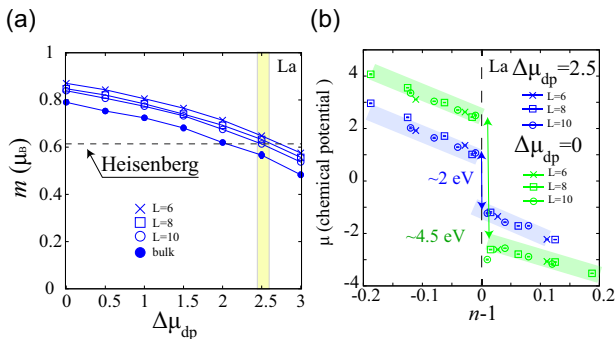 (a)
La
m (μB)
1
0.8
0.6
0.4
0.2
0
Heisenberg
L=6
L=8
L=10
bulk
0 0.5 1 1.5 2 2.5 3
Δμdp
(b)
La
μ (chemical potential )
4
2
0
-2
-4
Δμdp=2.5
L=6
L=8
L=10
Δμdp=0
L=6
L=8
L=10
~2 eV
~4.5 eV
-0.2 -0.1 0 0.1 0.2
n-1